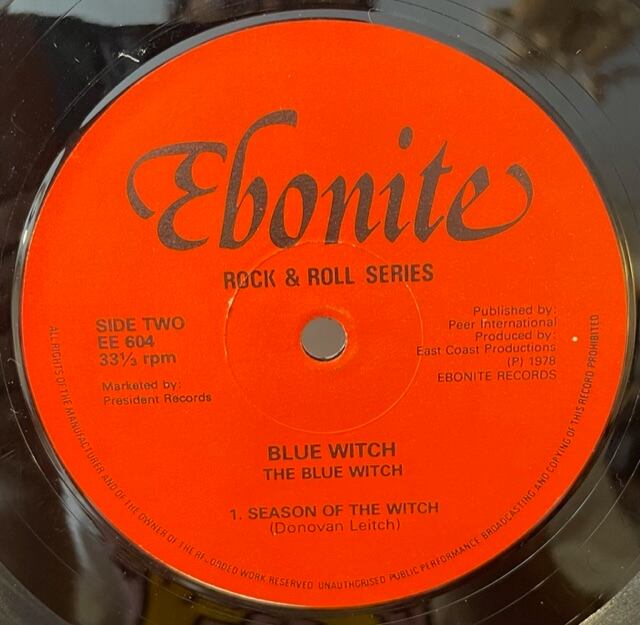 Ebonite
ROCK & ROLL SERIES
SIDE TWO
EE 604
33⅓ rpm
Marketed by:
President Records
Published by:
Peer International
Produced by:
East Coast Productions
(P) 1978
EBONITE RECORDS
BLUE WITCH
THE BLUE WITCH
1. SEASON OF THE WITCH
(Donovan Leitch)
ALL RIGHTS OF THE MANUFACTURER AND OF THE OWNER OF THE RE_ORDED WORK RESERVED UNAUTHORISED PUBLIC PERFORMANCE BROADCASTING AND COPYING OF THIS RECORD PROHIBITED